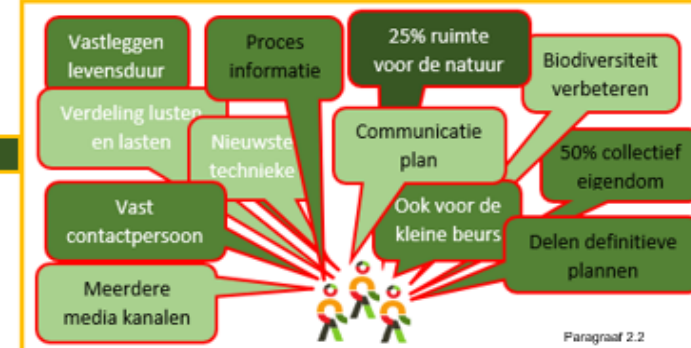 Vastleggen
levensduur
Proces
informatie
25% ruimte
voor de natuur
Biodiversiteit
verbeteren
Verdeling lusten
en lasten
Nieuwste
technieke
Communicatie
plan
50% collectief
eigendom
Vast
contactpersoon
Ook voor de
kleine beurs
Delen definitieve
plannen
Meerdere
media kanalen
Paragraaf 2.2